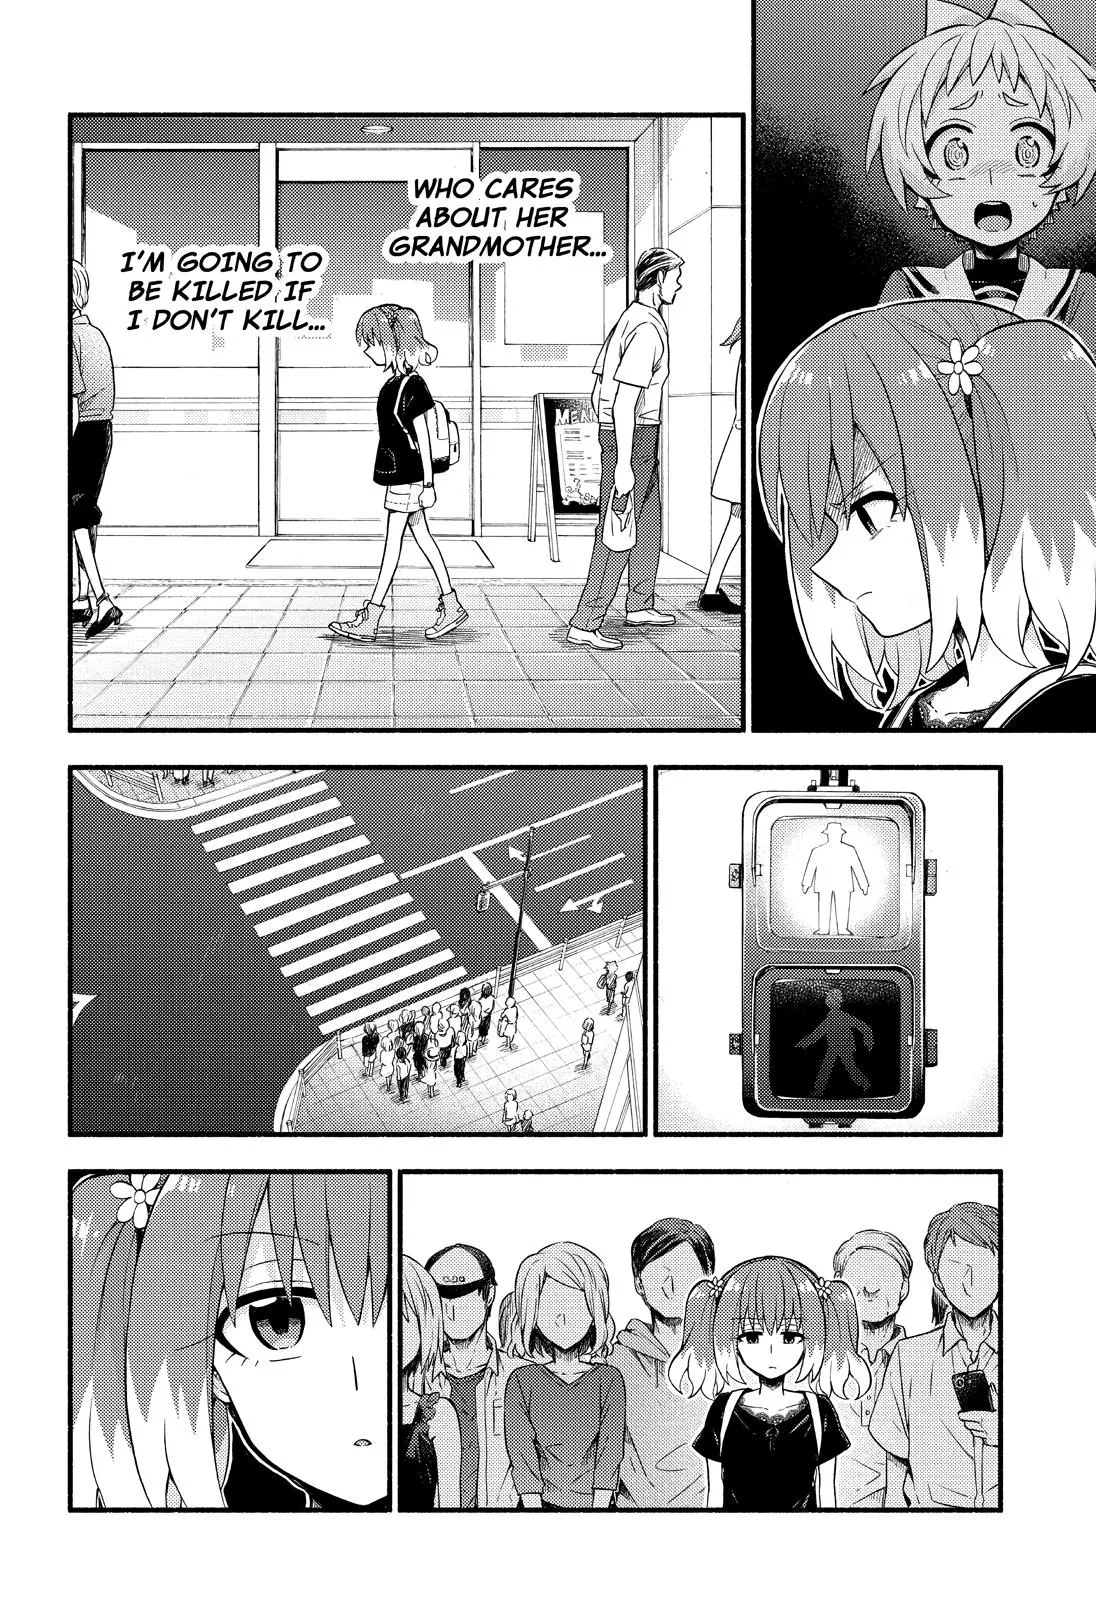 WHO CARES
ABOUT HER
GRANDMOTHER...
I'M GOING TO
BE KILLED IF
I DON'T KILL...